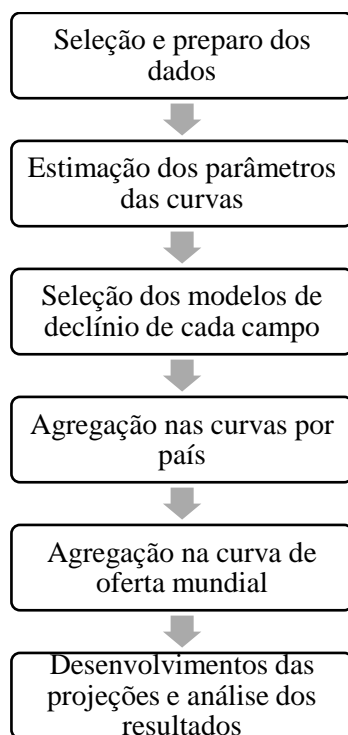 Seleção e preparo dos
dados
Estimação dos parâmetros
das curvas
Seleção dos modelos de
declínio de cada campo
Agregação nas curvas por
país
Agregação na curva de
oferta mundial
Desenvolvimentos das
projeções e análise dos
resultados